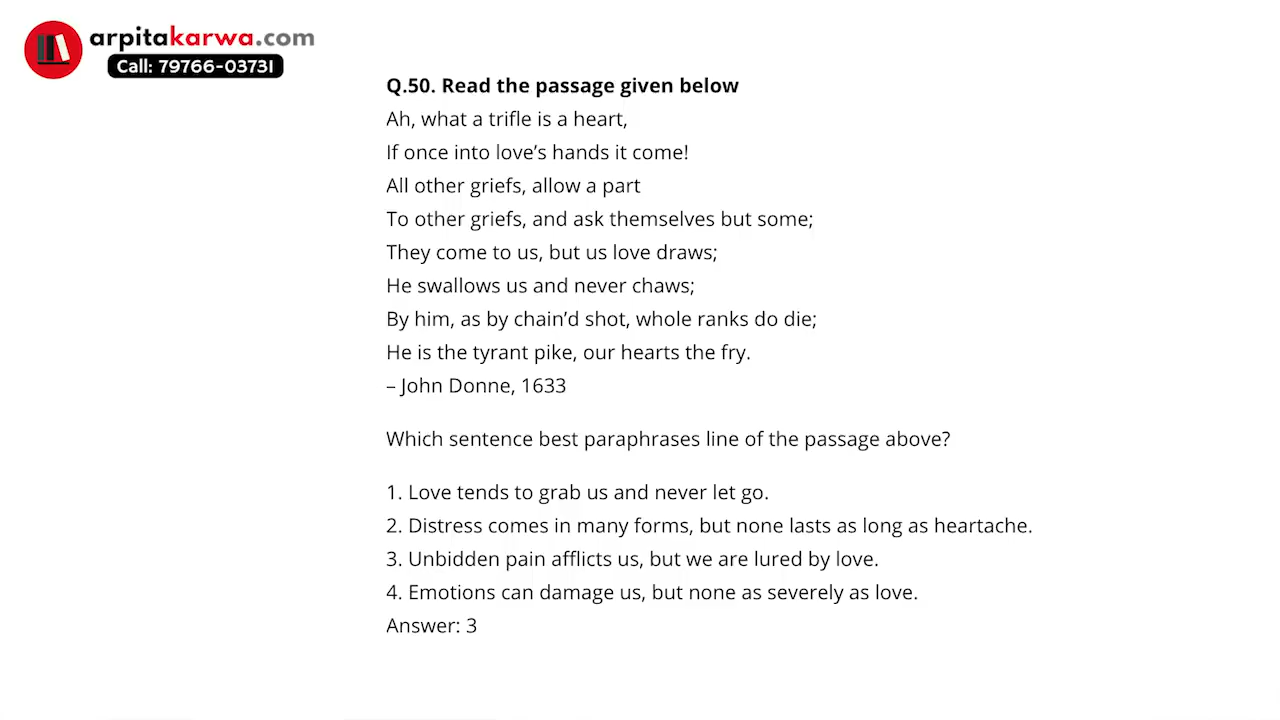 arpitakarwa.com
Call: 79766-03731
Q.50. Read the passage given below
Ah, what a trifle is a heart,
If once into love's hands it come!
All other griefs, allow a part
To other griefs, and ask themselves but some;
They come to us, but us love draws;
He swallows us and never chaws;
By him, as by chain'd shot, whole ranks do die;
He is the tyrant pike, our hearts the fry.
– John Donne, 1633
Which sentence best paraphrases line of the passage above?
1. Love tends to grab us and never let go.
2. Distress comes in many forms, but none lasts as long as heartache.
3. Unbidden pain afflicts us, but we are lured by love.
4. Emotions can damage us, but none as severely as love.
Answer: 3